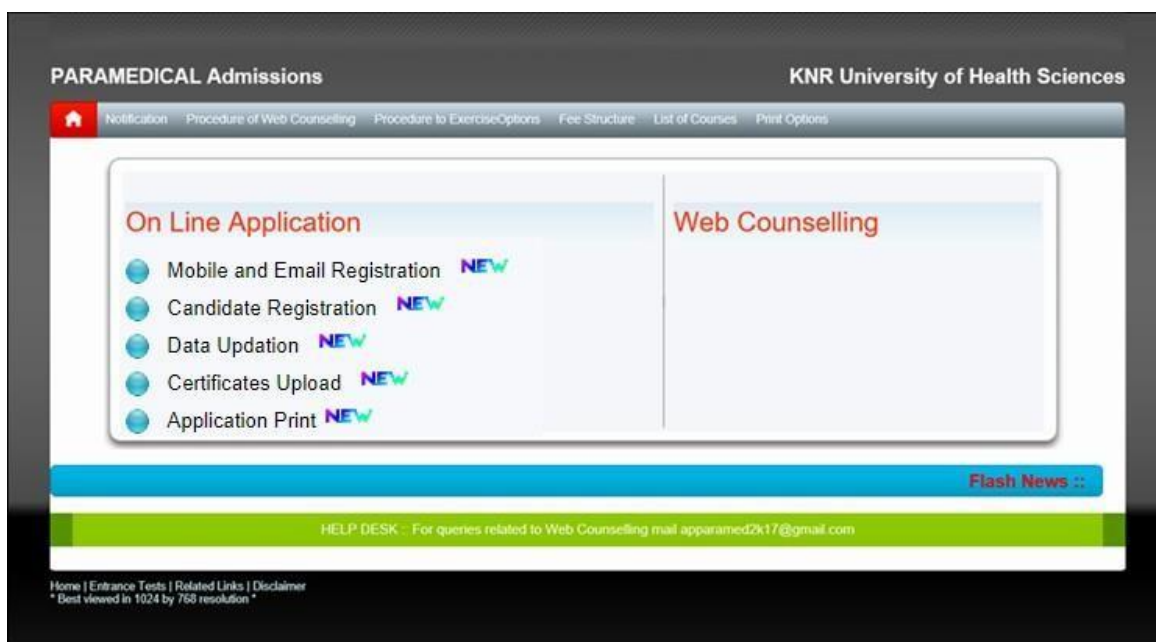 PARAMEDICAL Admissions
KNR University of Health Sciences
Notification Procedure of Web Counselling Procedure to ExerciseOptions Fee Structure List of Courses Print Options
On Line Application
Mobile and Email Registration NEW
Candidate Registration NEW
Data Updation NEW
Certificates Upload NEW
Application Print NEW
Web Counselling
Flash News ::
HELP DESK :: For queries related to Web Counselling mail apparamed2k17@gmail.com
Home | Entrance Tests | Related Links | Disclaimer
* Best viewed in 1024 by 768 resolution *